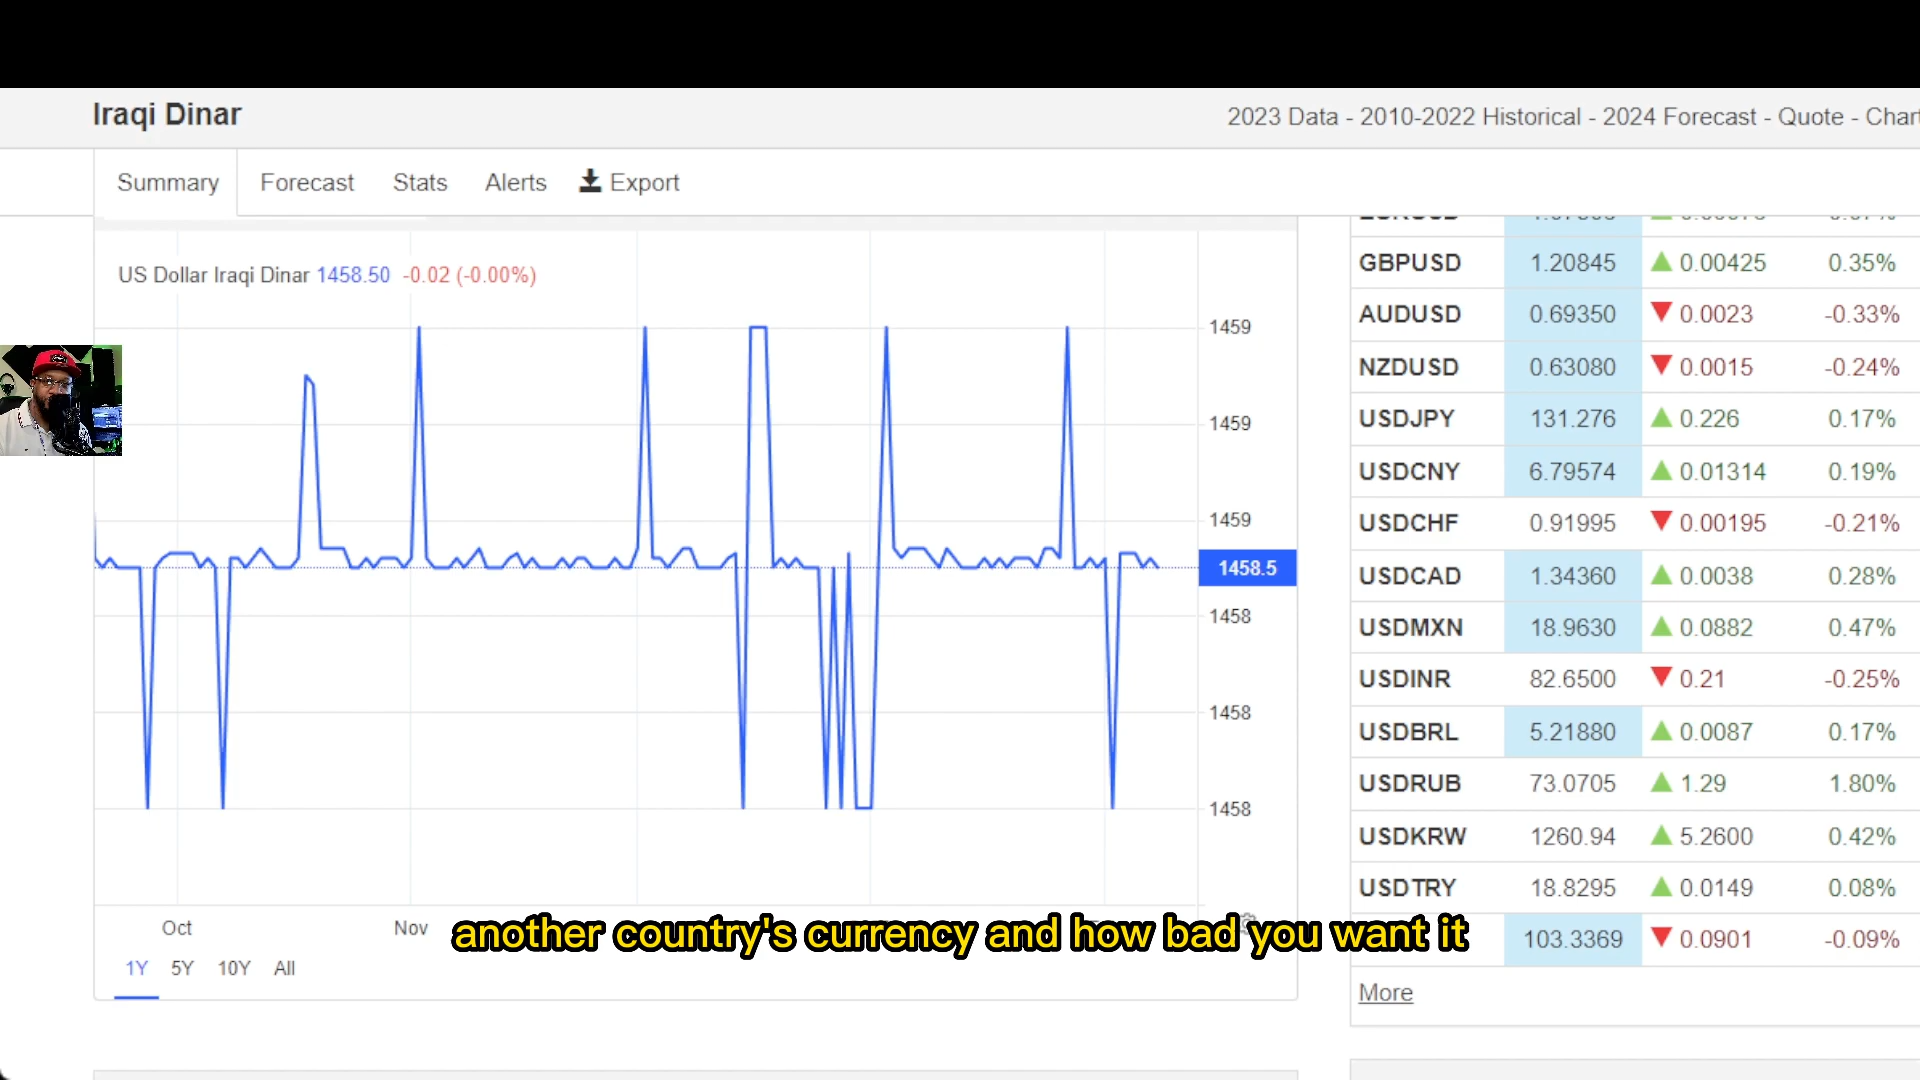 Iraqi Dinar
2023 Data - 2010-2022 Historical - 2024 Forecast - Quote - Chart
Summary Forecast Stats Alerts Export
US Dollar Iraqi Dinar 1458.50 -0.02 (-0.00%)
1459
1459
1459
1458.5
1458
1458
1458
Oct Nov
another country's currency and how bad you want it
1Y 5Y 10Y All
GBPUSD 1.20845 0.00425 0.35%
AUDUSD 0.69350 0.0023 -0.33%
NZDUSD 0.63080 0.0015 -0.24%
USDJPY 131.276 0.226 0.17%
USDCNY 6.79574 0.01314 0.19%
USDCHF 0.91995 0.00195 -0.21%
USDCAD 1.34360 0.0038 0.28%
USDMXN 18.9630 0.0882 0.47%
USDINR 82.6500 0.21 -0.25%
USDBRL 5.21880 0.0087 0.17%
USDRUB 73.0705 1.29 1.80%
USDKRW 1260.94 5.2600 0.42%
USDTRY 18.8295 0.0149 0.08%
103.3369 0.0901 -0.09%
More